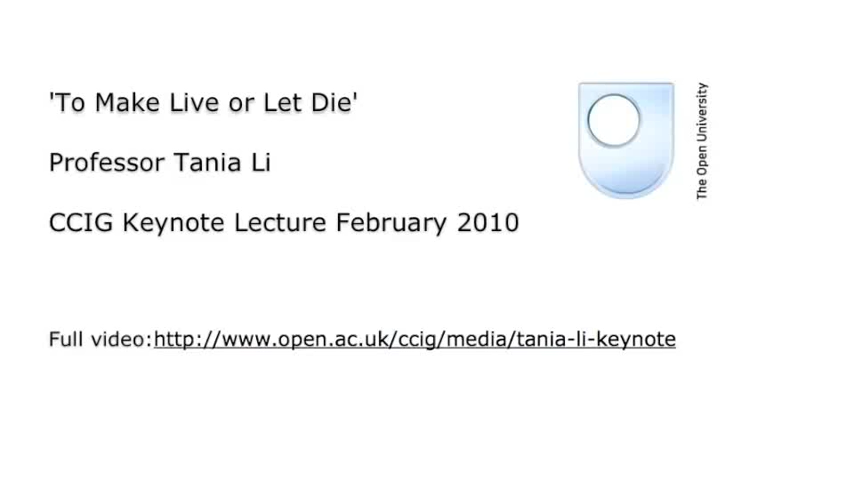 'To Make Live or Let Die'
Professor Tania Li
CCIG Keynote Lecture February 2010
The Open University
Full video:http://www.open.ac.uk/ccig/media/tania-li-keynote